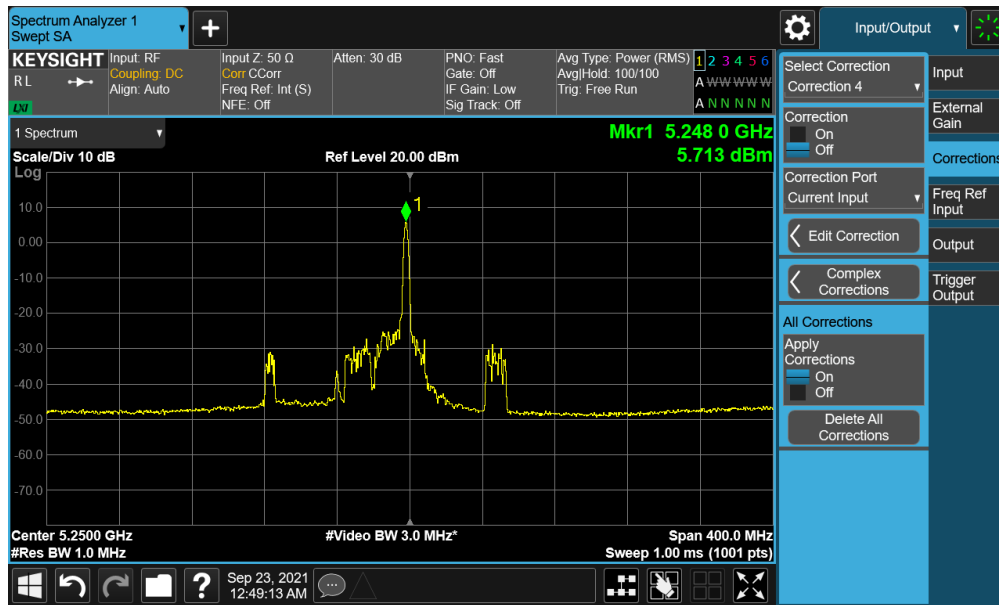 Spectrum Analyzer 1
Swept SA
Input/Output
KEYSIGHT
RL
LXI
Input: RF
Coupling: DC
Align: Auto
Input Z: 50 Ω
Corr CCorr
Freq Ref: Int (S)
NFE: Off
Atten: 30 dB
PNO: Fast
Gate: Off
IF Gain: Low
Sig Track: Off
Avg Type: Power (RMS)
Avg|Hold: 100/100
Trig: Free Run
1 2 3 4 5 6
A W W W W W
A N N N N N
1 Spectrum
Scale/Div 10 dB
Log
Ref Level 20.00 dBm
Mkr1 5.248 0 GHz
5.713 dBm
1
10.0
0.00
-10.0
-20.0
-30.0
-40.0
-50.0
-60.0
-70.0
Center 5.2500 GHz
#Res BW 1.0 MHz
#Video BW 3.0 MHz*
Span 400.0 MHz
Sweep 1.00 ms (1001 pts)
Select Correction
Correction 4
Correction
On
Off
Correction Port
Current Input
Edit Correction
Complex
Corrections
All Corrections
Apply
Corrections
On
Off
Delete All
Corrections
Input
External
Gain
Corrections
Freq Ref
Input
Output
Trigger
Output
?
Sep 23, 2021
12:49:13 AM